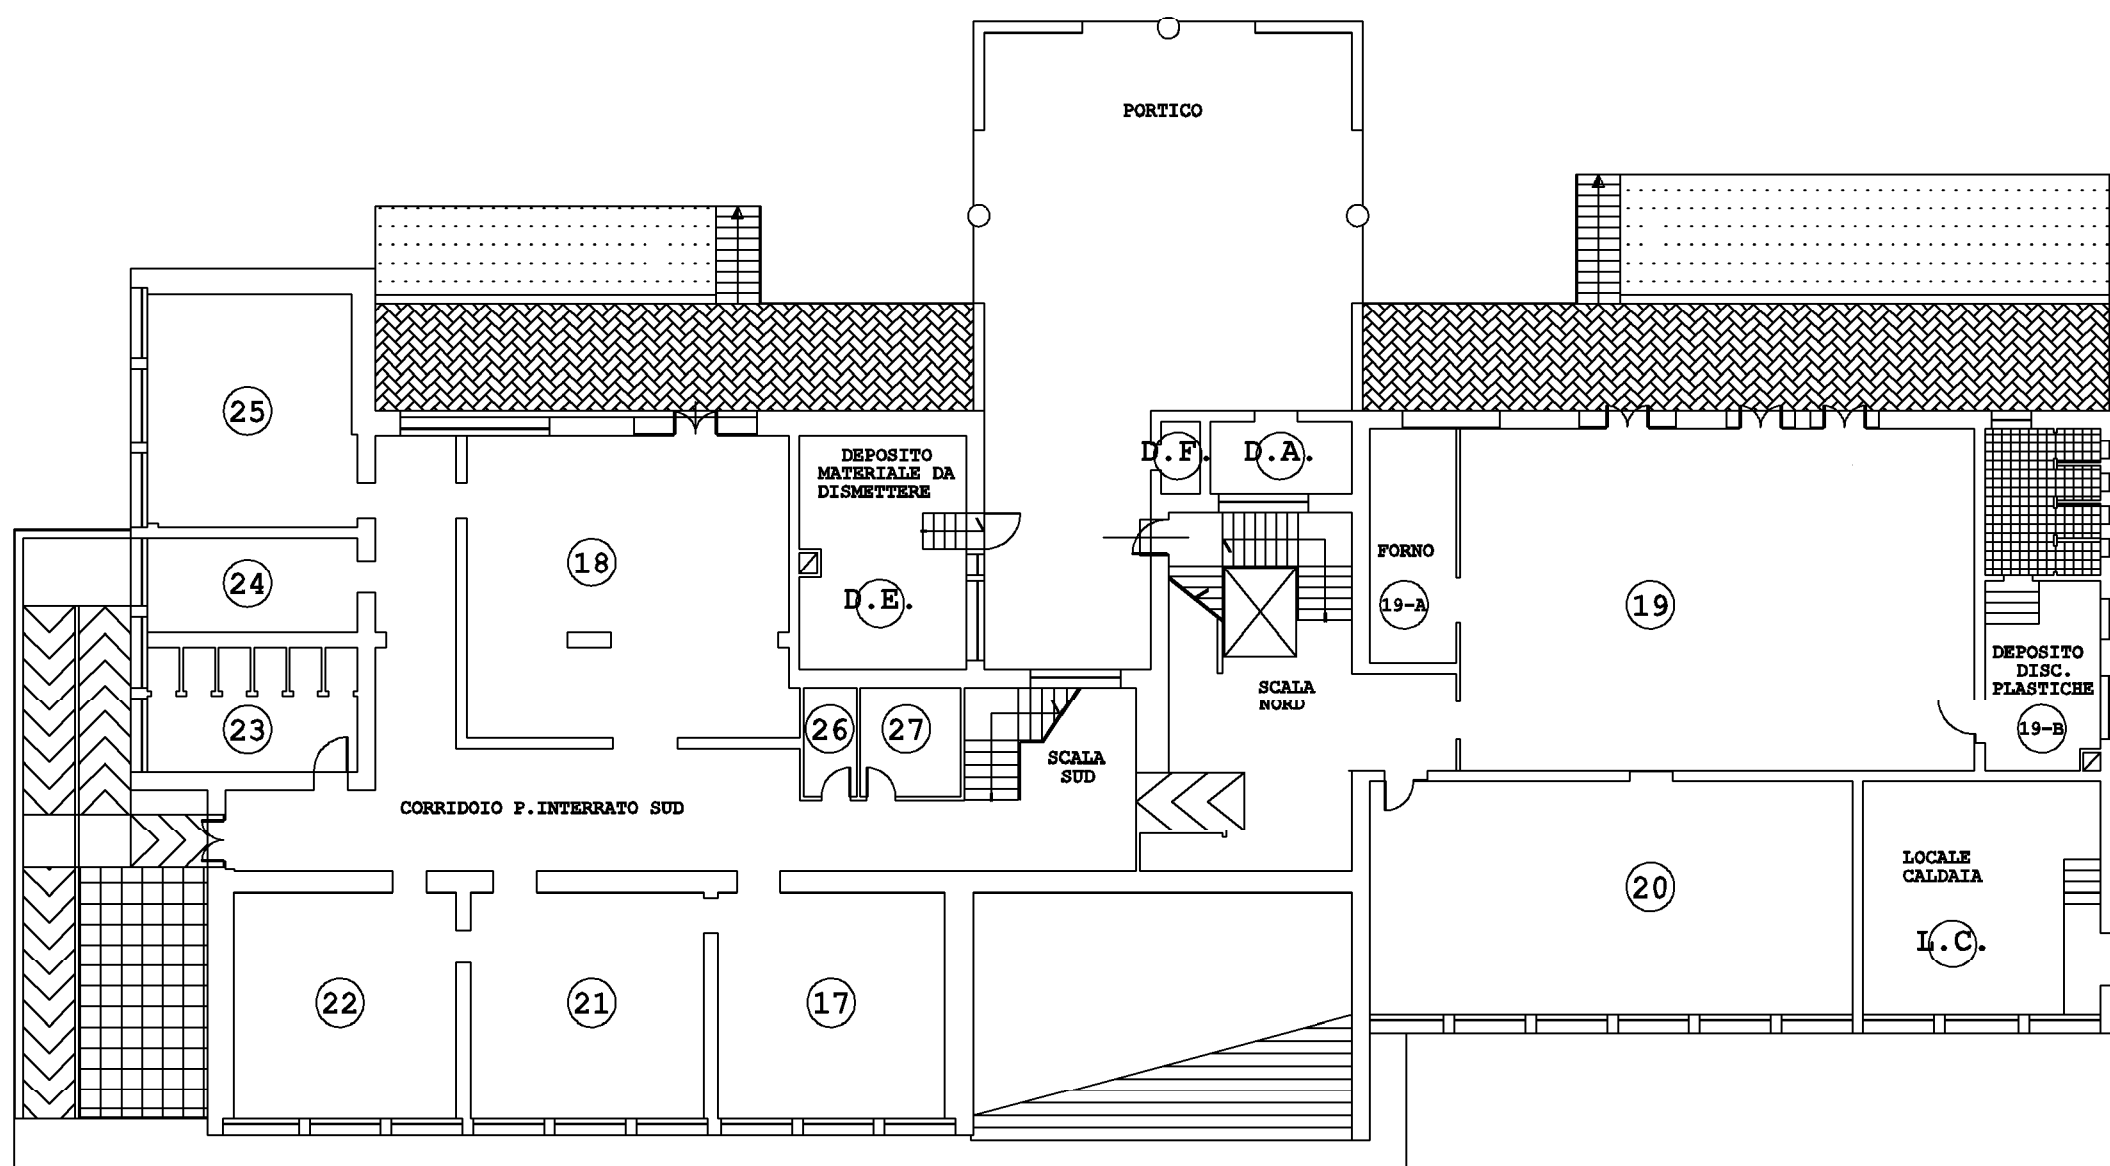 PORTICO
25
DEPOSITO
MATERIALE DA
DISMETTERE
D.F.
D.A.
18
FORNO
24
D.E.
19-A
19
DEPOSITO
DISC.
PLASTICHE
SCALA
NORD
23
26
27
19-B
SCALA
SUD
CORRIDOIO P.INTERRATO SUD
LOCALE
CALDAIA
20
L.C.
22
21
17